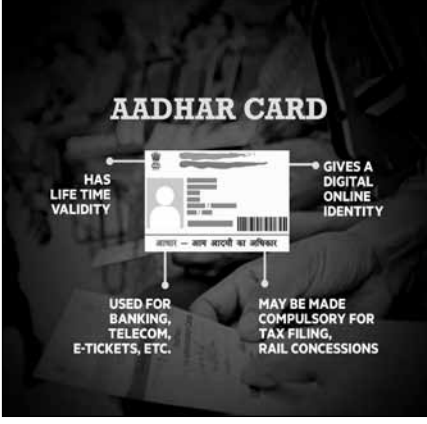 AADHAR CARD
HAS
LIFE TIME
VALIDITY
GIVES A
DIGITAL
ONLINE
IDENTITY
आधार – आम आदमी का अधिकार
USED FOR
BANKING,
TELECOM,
E-TICKETS, ETC.
MAY BE MADE
COMPULSORY FOR
TAX FILING,
RAIL CONCESSIONS